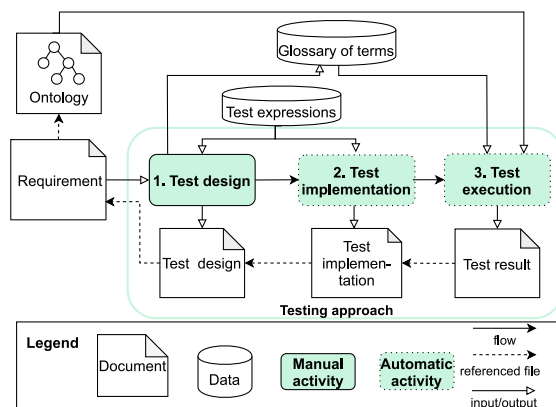 Glossary of terms
Ontology
Test expressions
Requirement
1. Test design
2. Test
implementation
3. Test
execution
Test design
Test
implemen-
tation
Test result
Testing approach
Legend
Document
Data
Manual
activity
Automatic
activity
flow
referenced file
input/output